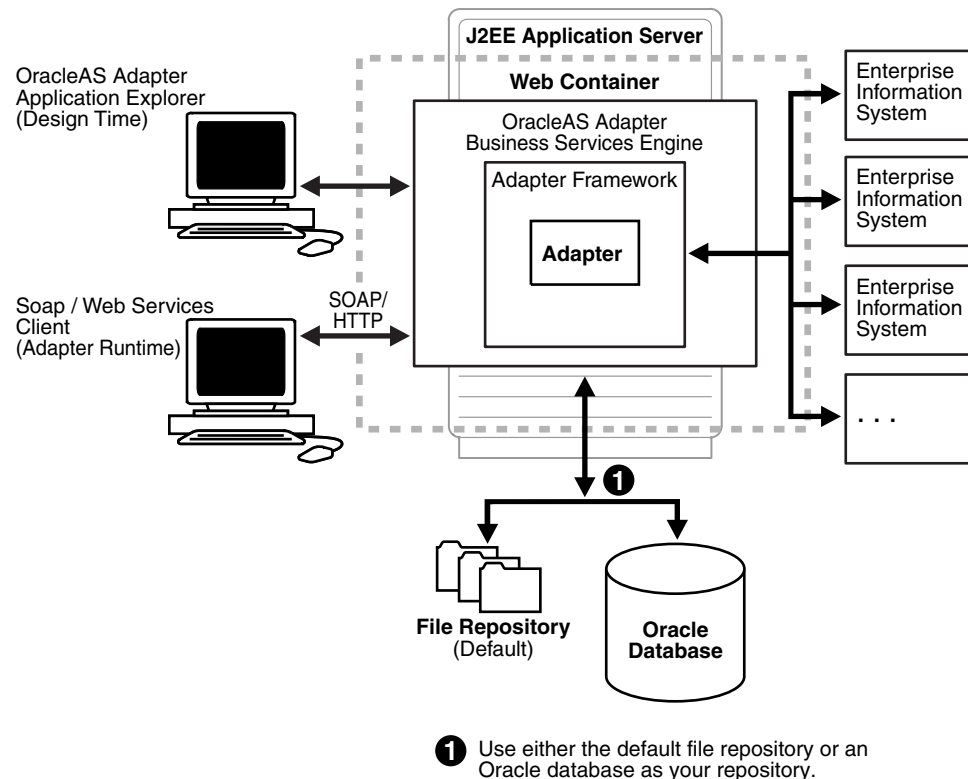 J2EE Application Server
Web Container
OracleAS Adapter
Application Explorer
(Design Time)
OracleAS Adapter
Business Services Engine
Adapter Framework
Adapter
Enterprise
Information
System
Enterprise
Information
System
Soap / Web Services
Client
(Adapter Runtime)
SOAP/
HTTP
Enterprise
Information
System
. . .
1
File Repository
(Default)
Oracle
Database
1 Use either the default file repository or an
Oracle database as your repository.